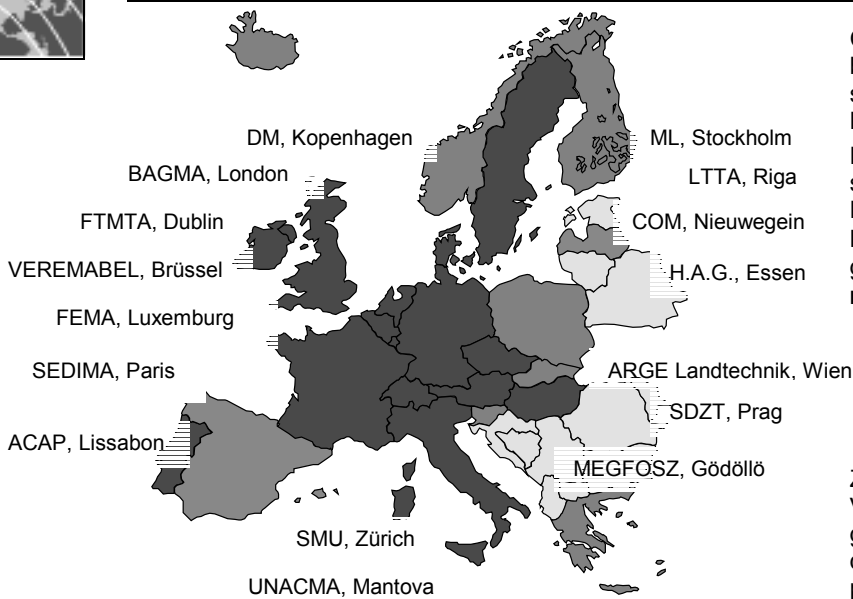 DM, Kopenhagen
ML, Stockholm
BAGMA, London
LTTA, Riga
FTMTA, Dublin
COM, Nieuwegein
VEREMABEL, Brüssel
H.A.G., Essen
FEMA, Luxemburg
SEDIMA, Paris
ARGE Landtechnik, Wien
SDZT, Prag
ACAP, Lissabon
MEGFOSZ, Gödöllö
SMU, Zürich
UNACMA, Mantova